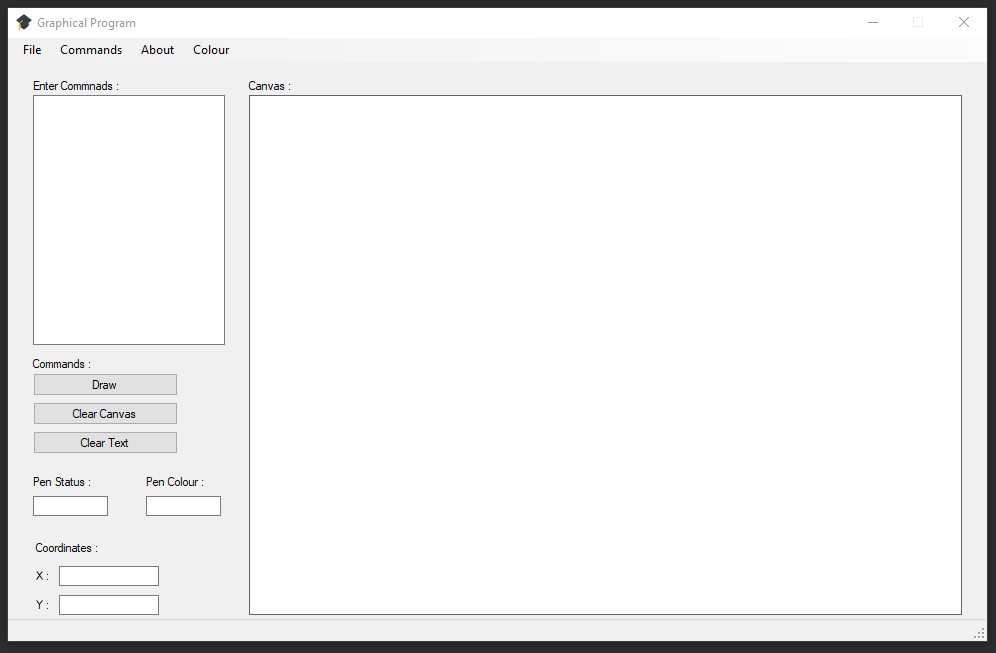 Graphical Program
File Commands About Colour
Enter Commnads :
Canvas :
Commands :
Draw
Clear Canvas
Clear Text
Pen Status : Pen Colour :
Coordinates :
X :
Y :